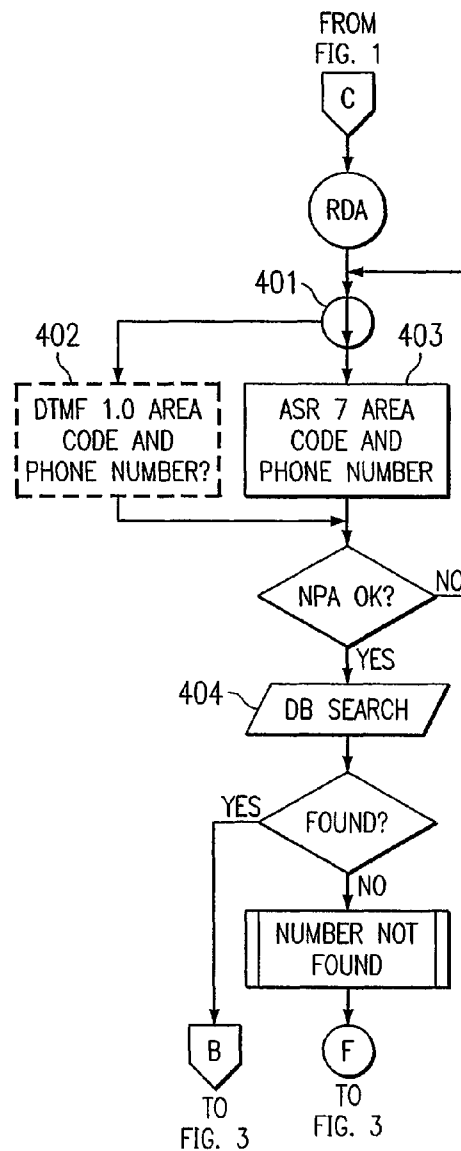 FROM
FIG. 1
C
RDA
401
402
403
DTMF 1.0 AREA
CODE AND
PHONE NUMBER?
ASR 7 AREA
CODE AND
PHONE NUMBER
NPA OK?
NO
YES
404
DB SEARCH
YES
FOUND?
NO
NUMBER NOT
FOUND
B
F
TO
FIG. 3
TO
FIG. 3